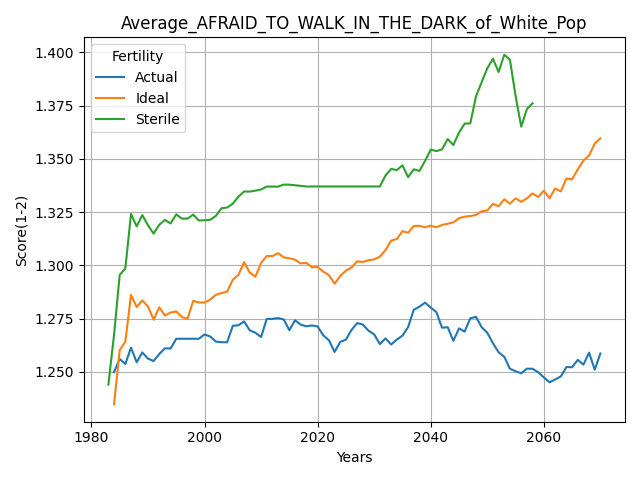 Average_AFRAID_TO_WALK_IN_THE_DARK_of_White_Pop
1.400
1.375
1.350
1.325
1.300
1.275
1.250
Score(1-2)
Fertility
Actual
Ideal
Sterile
1980
2000
2020
2040
2060
Years